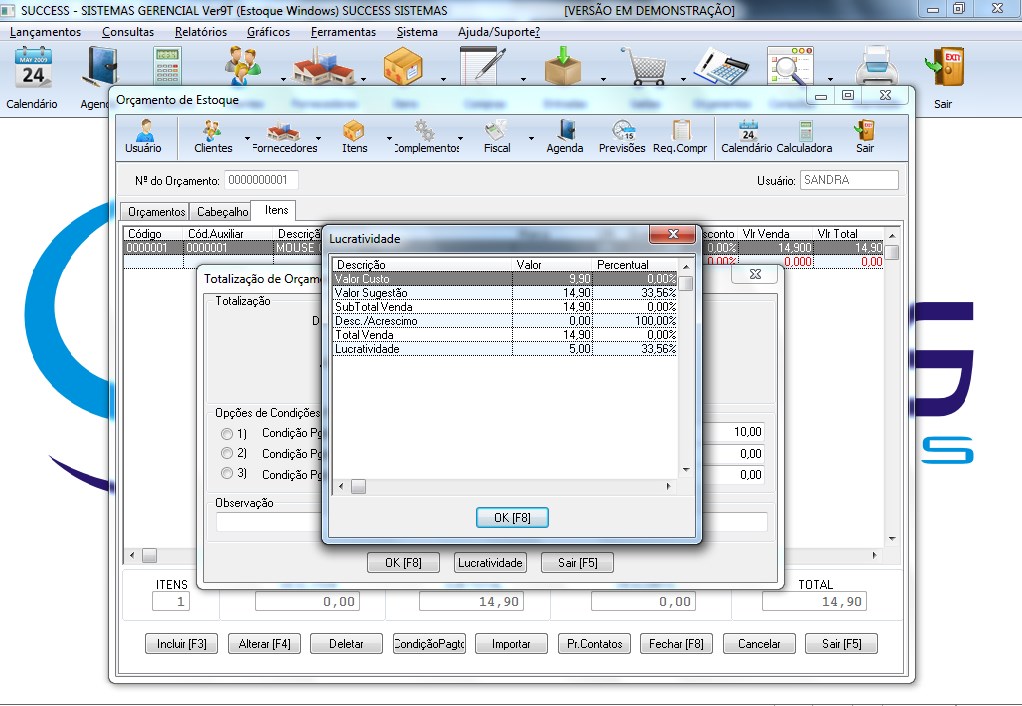 SUCCESS - SISTEMAS GERENCIAL Ver9T (Estoque Windows) SUCCESS SISTEMAS [VERSÃO EM DEMONSTRAÇÃO]
Lançamentos Consultas Relatórios Gráficos Ferramentas Sistema Ajuda/Suporte?
MAY 2009
24
EXIT
Calendário Agen Sair
Orçamento de Estoque
24 15
Usuário Clientes Fornecedores Itens Complementos Fiscal Agenda Previsões Req.Compr Calendário Calculadora Sair
Nº do Orçamento: 0000000001 Usuário: SANDRA
Orçamentos Cabeçalho Itens
Código Cód.Auxiliar Descriçã sconto Vlr Venda Vlr Total
0000001 0000001 MOUSE 0,00% 14,900 14,90
0,00% 0,000 0,00
Lucratividade
Descrição Valor Percentual
Valor Custo 9,90 0,00%
Valor Sugestão 14,90 33,56%
SubTotal Venda 14,90 0,00%
Desc./Acrescimo 0,00 100,00%
Total Venda 14,90 0,00%
Lucratividade 5,00 33,56%
OK [F8]
Totalização de Orçam
Totalização
D
Opções de Condições
1) Condição Pg 10,00
2) Condição Pg 0,00
3) Condição Pg 0,00
Observação
OK [F8] Lucratividade Sair [F5]
ITENS TOTAL
1 0,00 14,90 0,00 14,90
Incluir [F3] Alterar [F4] Deletar CondiçãoPagto Importar Pr.Contatos Fechar [F8] Cancelar Sair [F5]
S
S